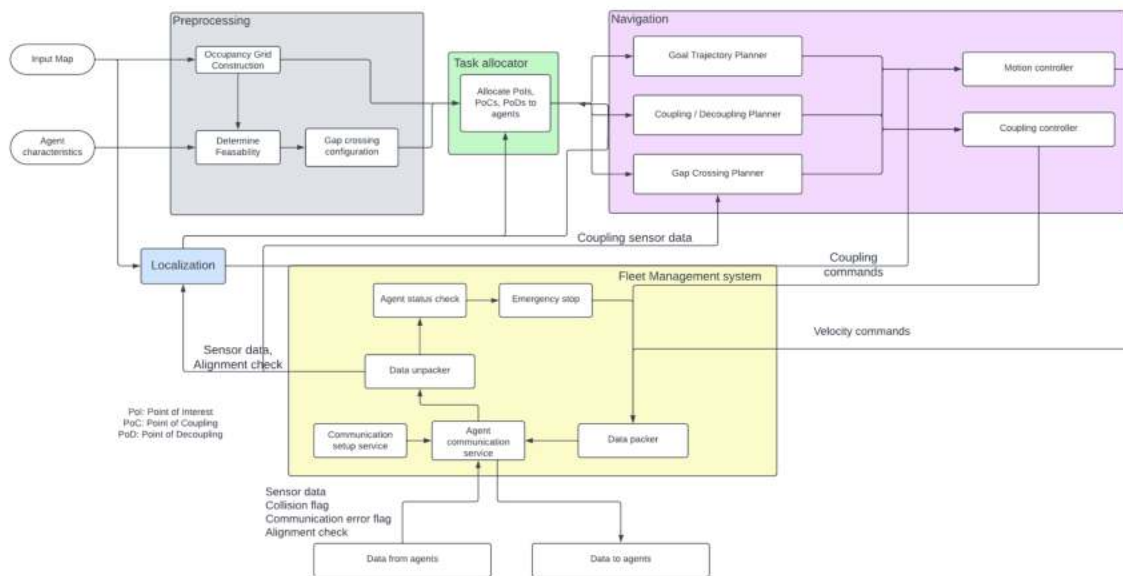 Preprocessing
Navigation
Input Map
Occupancy Grid
Construction
Task allocator
Goal Trajectory Planner
Motion controller
Allocate PoIs,
PoCs, PoDs to
agents
Coupling / Decoupling Planner
Coupling controller
Agent
characteristics
Determine
Feasability
Gap crossing
configuration
Gap Crossing Planner
Coupling sensor data
Localization
Coupling
commands
Fleet Management system
Agent status check
Emergency stop
Velocity commands
Sensor data,
Alignment check
Data unpacker
PoI: Point of Interest
PoC: Point of Coupling
PoD: Point of Decoupling
Communication
setup service
Agent
communication
service
Data packer
Sensor data
Collision flag
Communication error flag
Alignment check
Data from agents
Data to agents